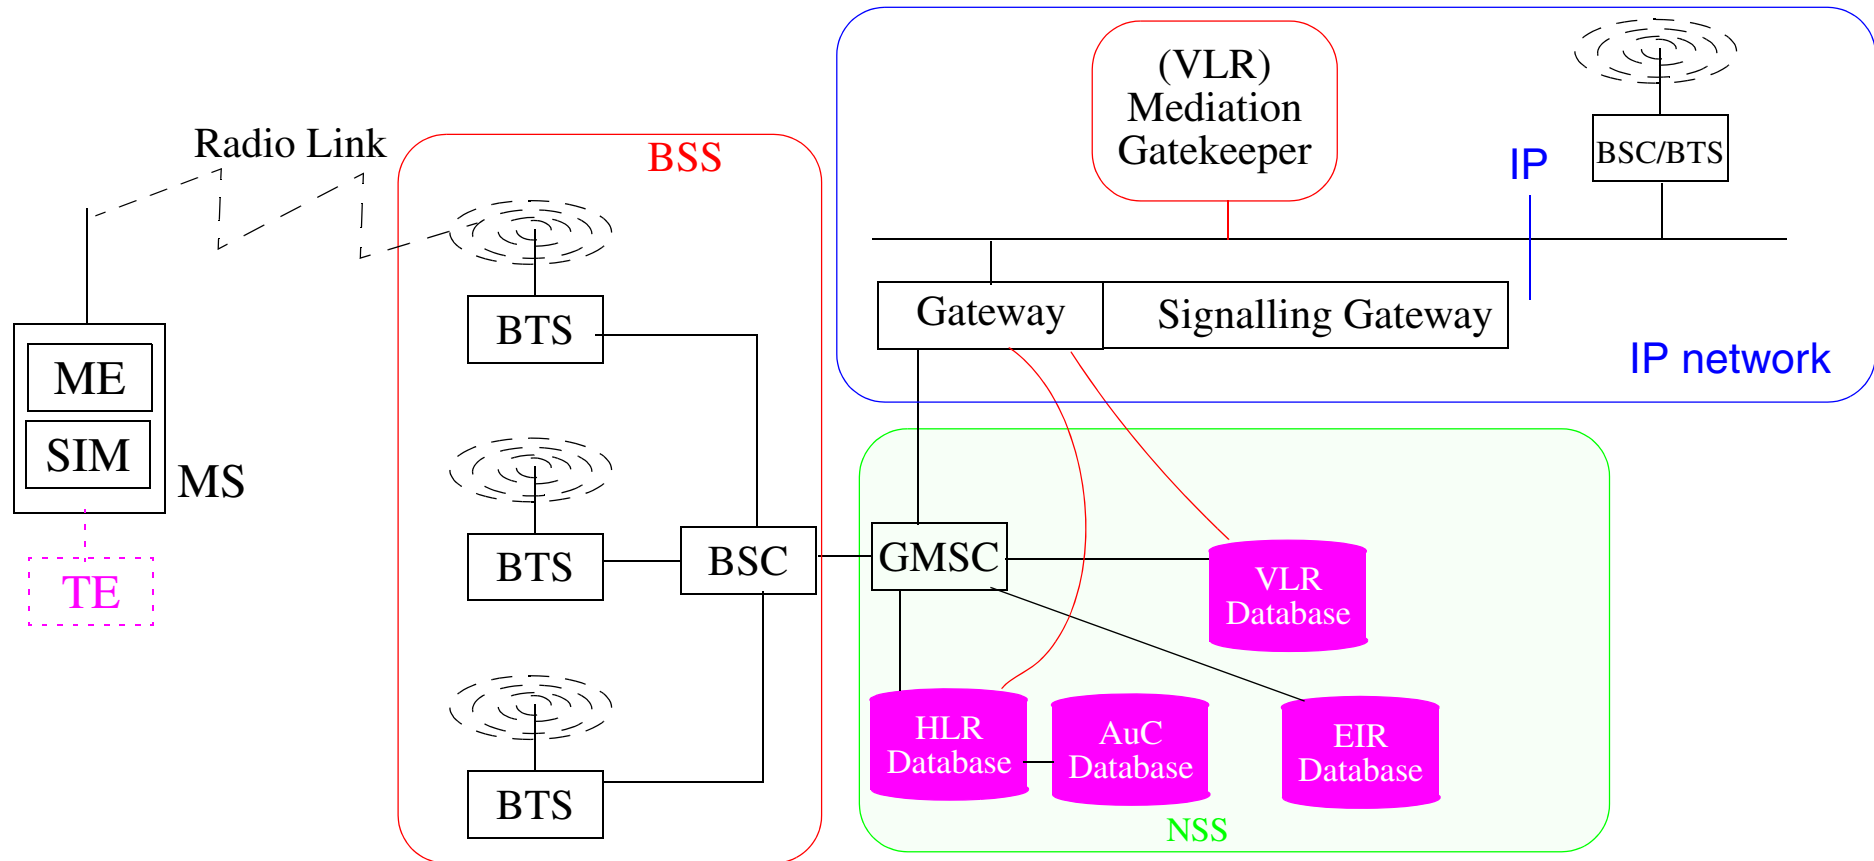 (VLR)
Mediation
Gatekeeper
Radio Link
BSS
IP
BSC/BTS
BTS
Gateway
Signalling Gateway
IP network
ME
SIM
MS
TE
BTS
BSC
GMSC
VLR
Database
HLR
Database
AuC
Database
EIR
Database
BTS
NSS